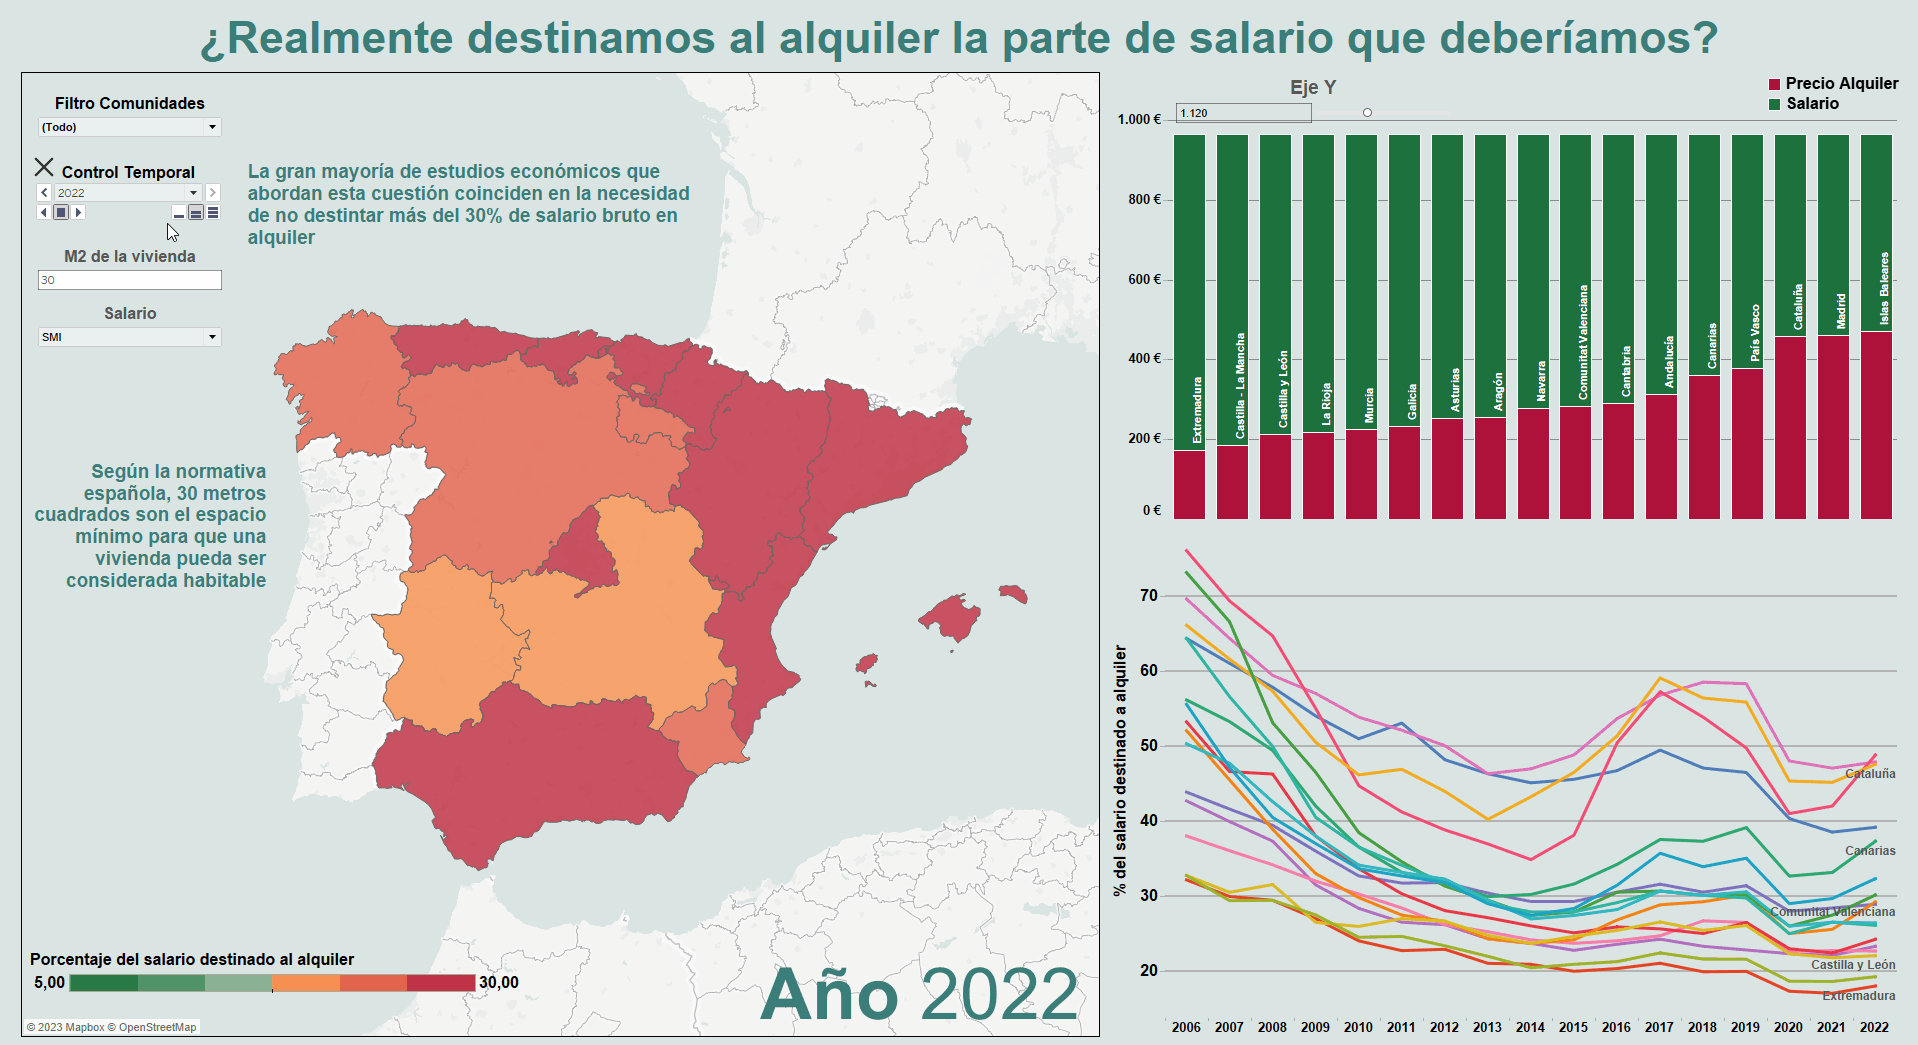 ¿Realmente destinamos al alquiler la parte de salario que deberíamos?
Filtro Comunidades
(Todo)
Control Temporal
2022
M2 de la vivienda
30
Salario
SMI
La gran mayoría de estudios económicos que
abordan esta cuestión coinciden en la necesidad
de no destintar más del 30% de salario bruto en
alquiler
Según la normativa
española, 30 metros
cuadrados son el espacio
mínimo para que una
vivienda pueda ser
considerada habitable
Porcentaje del salario destinado al alquiler
5,00
30,00
© 2023 Mapbox © OpenStreetMap
Año 2022
Eje Y
1.120
Precio Alquiler
Salario
1.000 €
800 €
600 €
400 €
200 €
0 €
Extremadura
Castilla - La Mancha
Castilla y León
La Rioja
Murcia
Galicia
Asturias
Aragón
Navarra
Comunitat Valenciana
Cantabria
Andalucía
Canarias
País Vasco
Cataluña
Madrid
Islas Baleares
% del salario destinado a alquiler
70
60
50
40
30
20
Cataluña
Canarias
Comunitat Valenciana
Castilla y León
Extremadura
2006 2007 2008 2009 2010 2011 2012 2013 2014 2015 2016 2017 2018 2019 2020 2021 2022